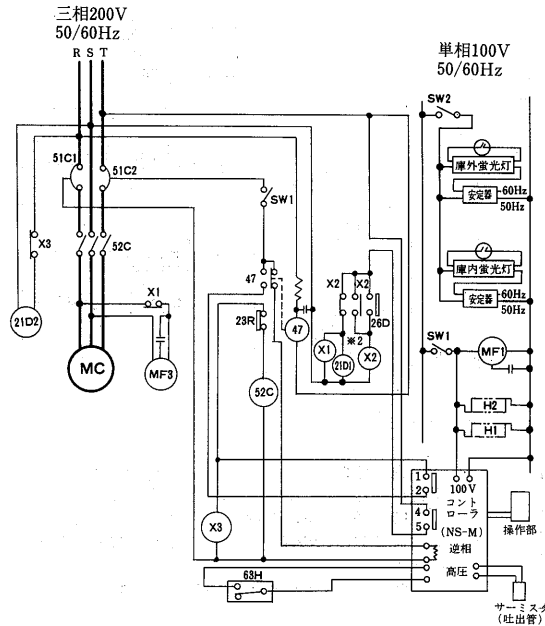 三相200V
50/60Hz
R S T
単相100V
50/60Hz
SW2
庫外蛍光灯
安定器
60Hz
50Hz
庫内蛍光灯
安定器
60Hz
50Hz
51C1
51C2
SW1
X3
52C
47
X1
X2
X2
26D
21D2
23R
47
※2
X1
21D1
X2
SW1
MF1
MC
MF3
52C
H2
H1
1
2
100V
コント
ローラ
(NS-M)
4
5
操作部
逆相
高圧
X3
63H
サーミスタ
(吐出管)